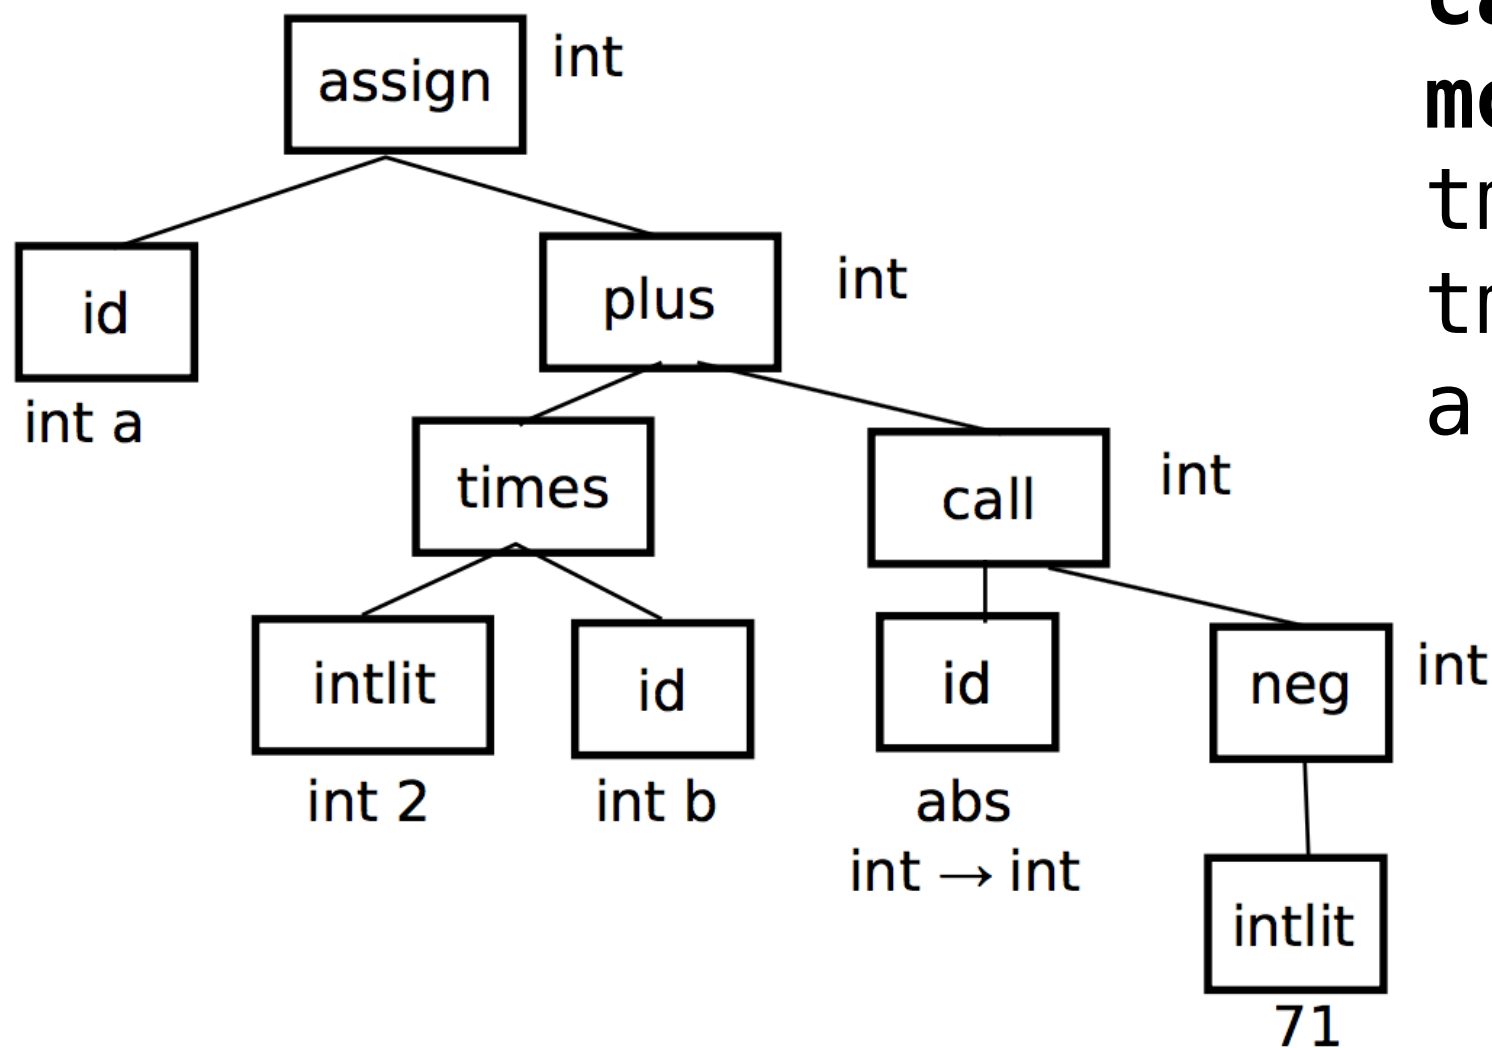 assign
int
id
int a
plus
int
times
call
int
intlit
int 2
id
int b
id
abs
int → int
neg
int
intlit
71
a